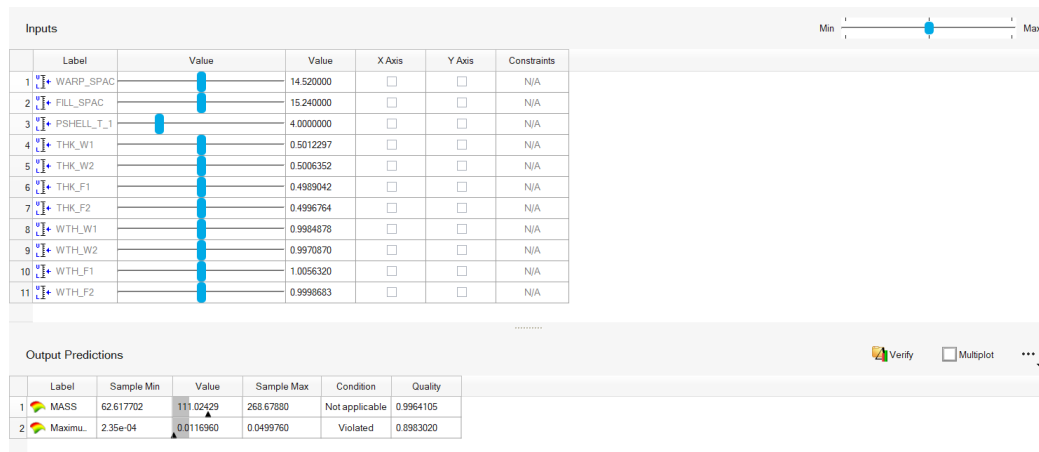 Inputs
Min Max
Label Value Value X Axis Y Axis Constraints
1 WARP_SPAC 14.520000 N/A
2 FILL_SPAC 15.240000 N/A
3 PSHELL_T_1 4.0000000 N/A
4 THK_W1 0.5012297 N/A
5 THK_W2 0.5006352 N/A
6 THK_F1 0.4989042 N/A
7 THK_F2 0.4996764 N/A
8 WTH_W1 0.9984878 N/A
9 WTH_W2 0.9970870 N/A
10 WTH_F1 1.0056320 N/A
11 WTH_F2 0.9998683 N/A
Output Predictions Verify Multiplot ...
Label Sample Min Value Sample Max Condition Quality
1 MASS 62.617702 111.02429 268.67880 Not applicable 0.9964105
2 Maximu.. 2.35e-04 0.0116960 0.0499760 Violated 0.8983020